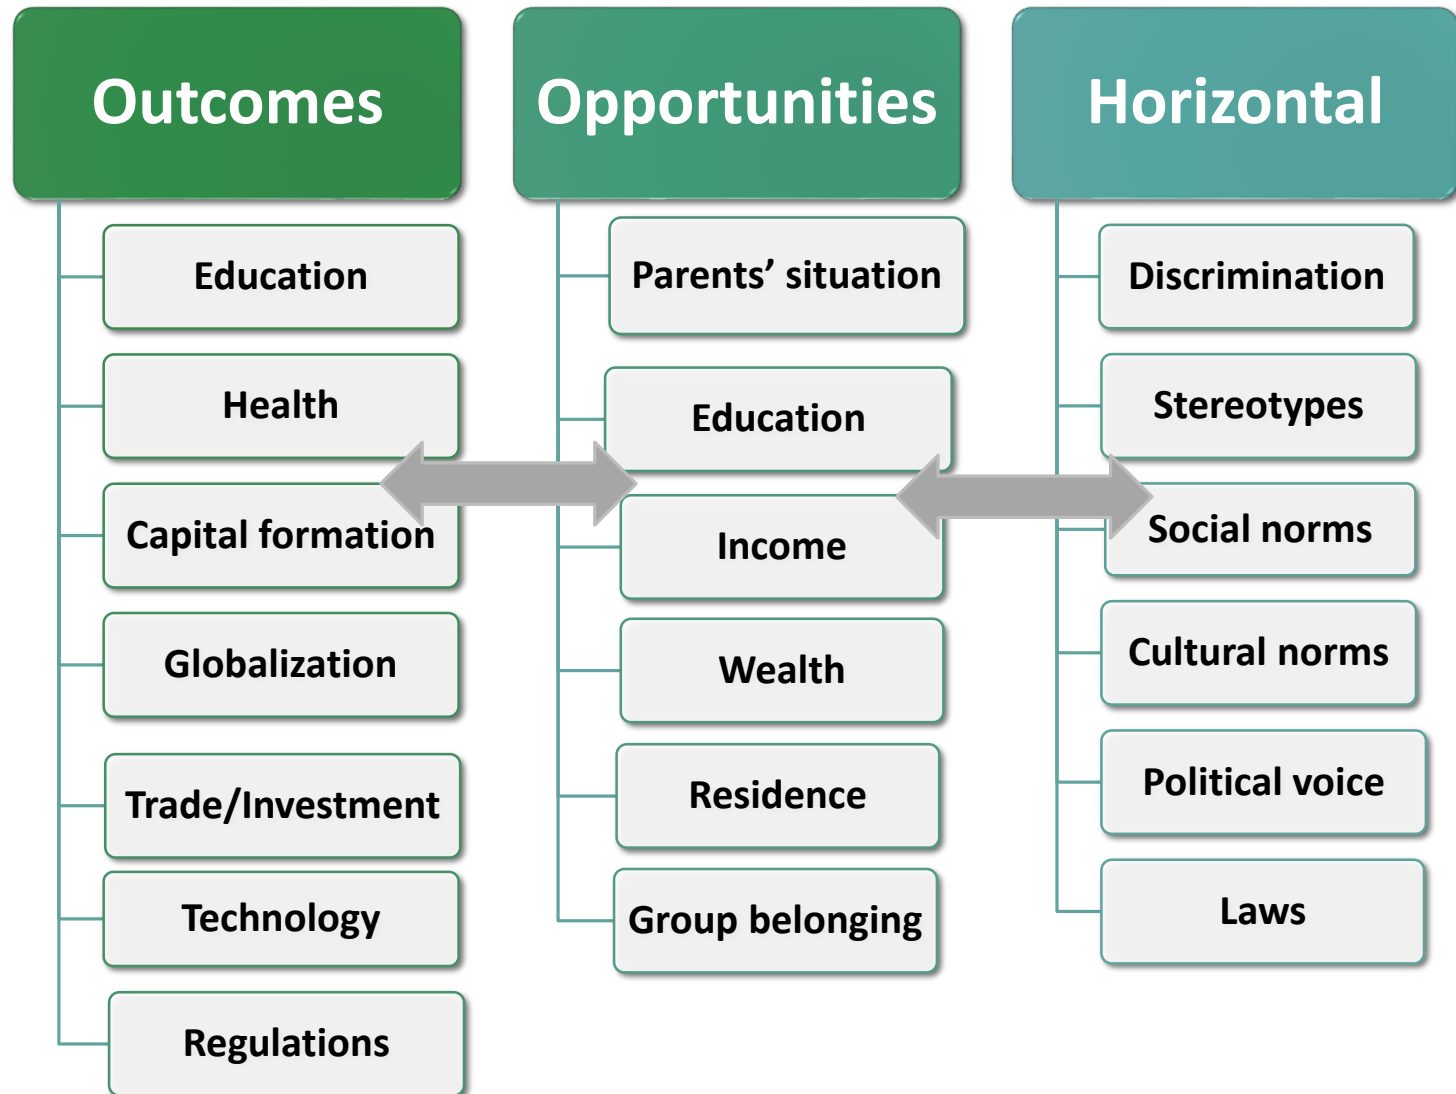 Outcomes
Education
Health
Capital formation
Globalization
Trade/Investment
Technology
Regulations
Opportunities
Parents’ situation
Education
Income
Wealth
Residence
Group belonging
Horizontal
Discrimination
Stereotypes
Social norms
Cultural norms
Political voice
Laws